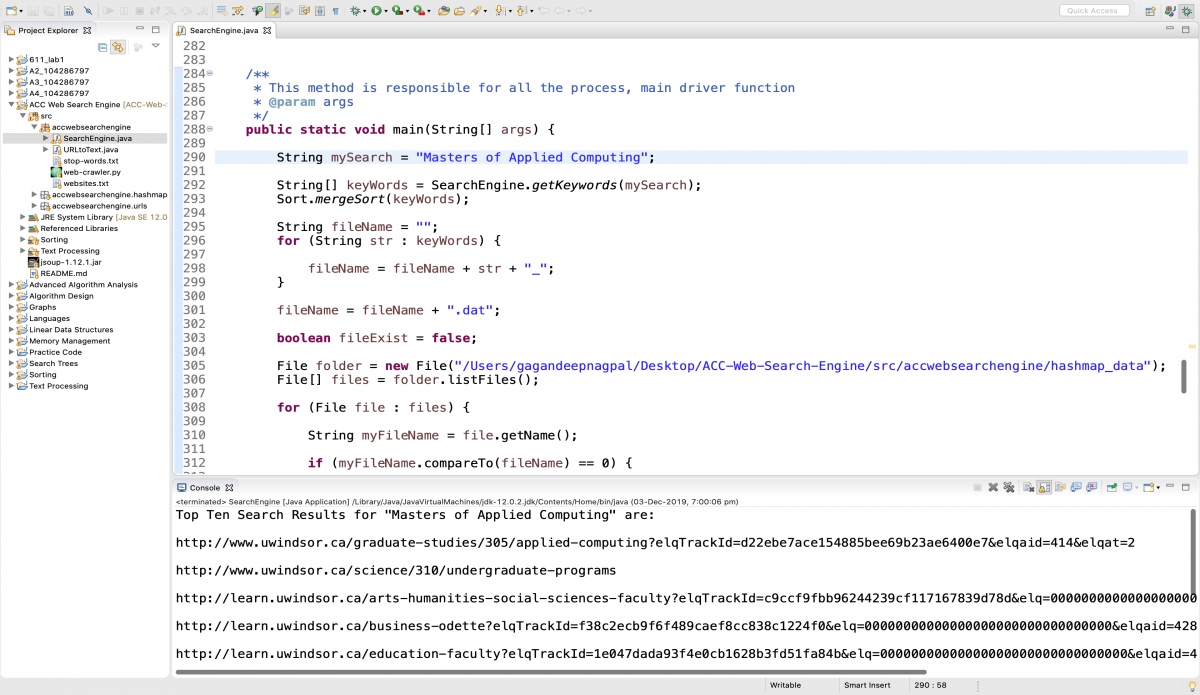 Quick Access
Project Explorer
611_lab1
A2_104286797
A3_104286797
A4_104286797
ACC Web Search Engine [ACC-Web-
src
accwebsearchengine
SearchEngine.java
URLtoText.java
stop-words.txt
web-crawler.py
websites.txt
accwebsearchengine.hashmap
accwebsearchengine.urls
JRE System Library [Java SE 12.0
Referenced Libraries
Sorting
Text Processing
jsoup-1.12.1.jar
README.md
Advanced Algorithm Analysis
Algorithm Design
Graphs
Languages
Linear Data Structures
Memory Management
Practice Code
Search Trees
Sorting
Text Processing
SearchEngine.java
282
283
284 /**
285 * This method is responsible for all the process, main driver function
286 * @param args
287 */
288 public static void main(String[] args) {
289
290 String mySearch = "Masters of Applied Computing";
291
292 String[] keyWords = SearchEngine.getKeywords(mySearch);
293 Sort.mergeSort(keyWords);
294
295 String fileName = "";
296 for (String str : keyWords) {
297
298 fileName = fileName + str + "_";
299 }
300
301 fileName = fileName + ".dat";
302
303 boolean fileExist = false;
304
305 File folder = new File("/Users/gagandeepnagpal/Desktop/ACC-Web-Search-Engine/src/accwebsearchengine/hashmap_data");
306 File[] files = folder.listFiles();
307
308 for (File file : files) {
309
310 String myFileName = file.getName();
311
312 if (myFileName.compareTo(fileName) == 0) {
Console
<terminated> SearchEngine [Java Application] /Library/Java/JavaVirtualMachines/jdk-12.0.2.jdk/Contents/Home/bin/java (03-Dec-2019, 7:00:06 pm)
Top Ten Search Results for "Masters of Applied Computing" are:
http://www.uwindsor.ca/graduate-studies/305/applied-computing?elqTrackId=d22ebe7ace154885bee69b23ae6400e7&elqaid=414&elqat=2
http://www.uwindsor.ca/science/310/undergraduate-programs
http://learn.uwindsor.ca/arts-humanities-social-sciences-faculty?elqTrackId=c9ccf9fbb96244239cf117167839d78d&elq=0000000000000000000
http://learn.uwindsor.ca/business-odette?elqTrackId=f38c2ecb9f6f489caef8cc838c1224f0&elq=00000000000000000000000000000000&elqaid=428
http://learn.uwindsor.ca/education-faculty?elqTrackId=1e047dada93f4e0cb1628b3fd51fa84b&elq=00000000000000000000000000000000&elqaid=4
Writable
Smart Insert
290 : 58